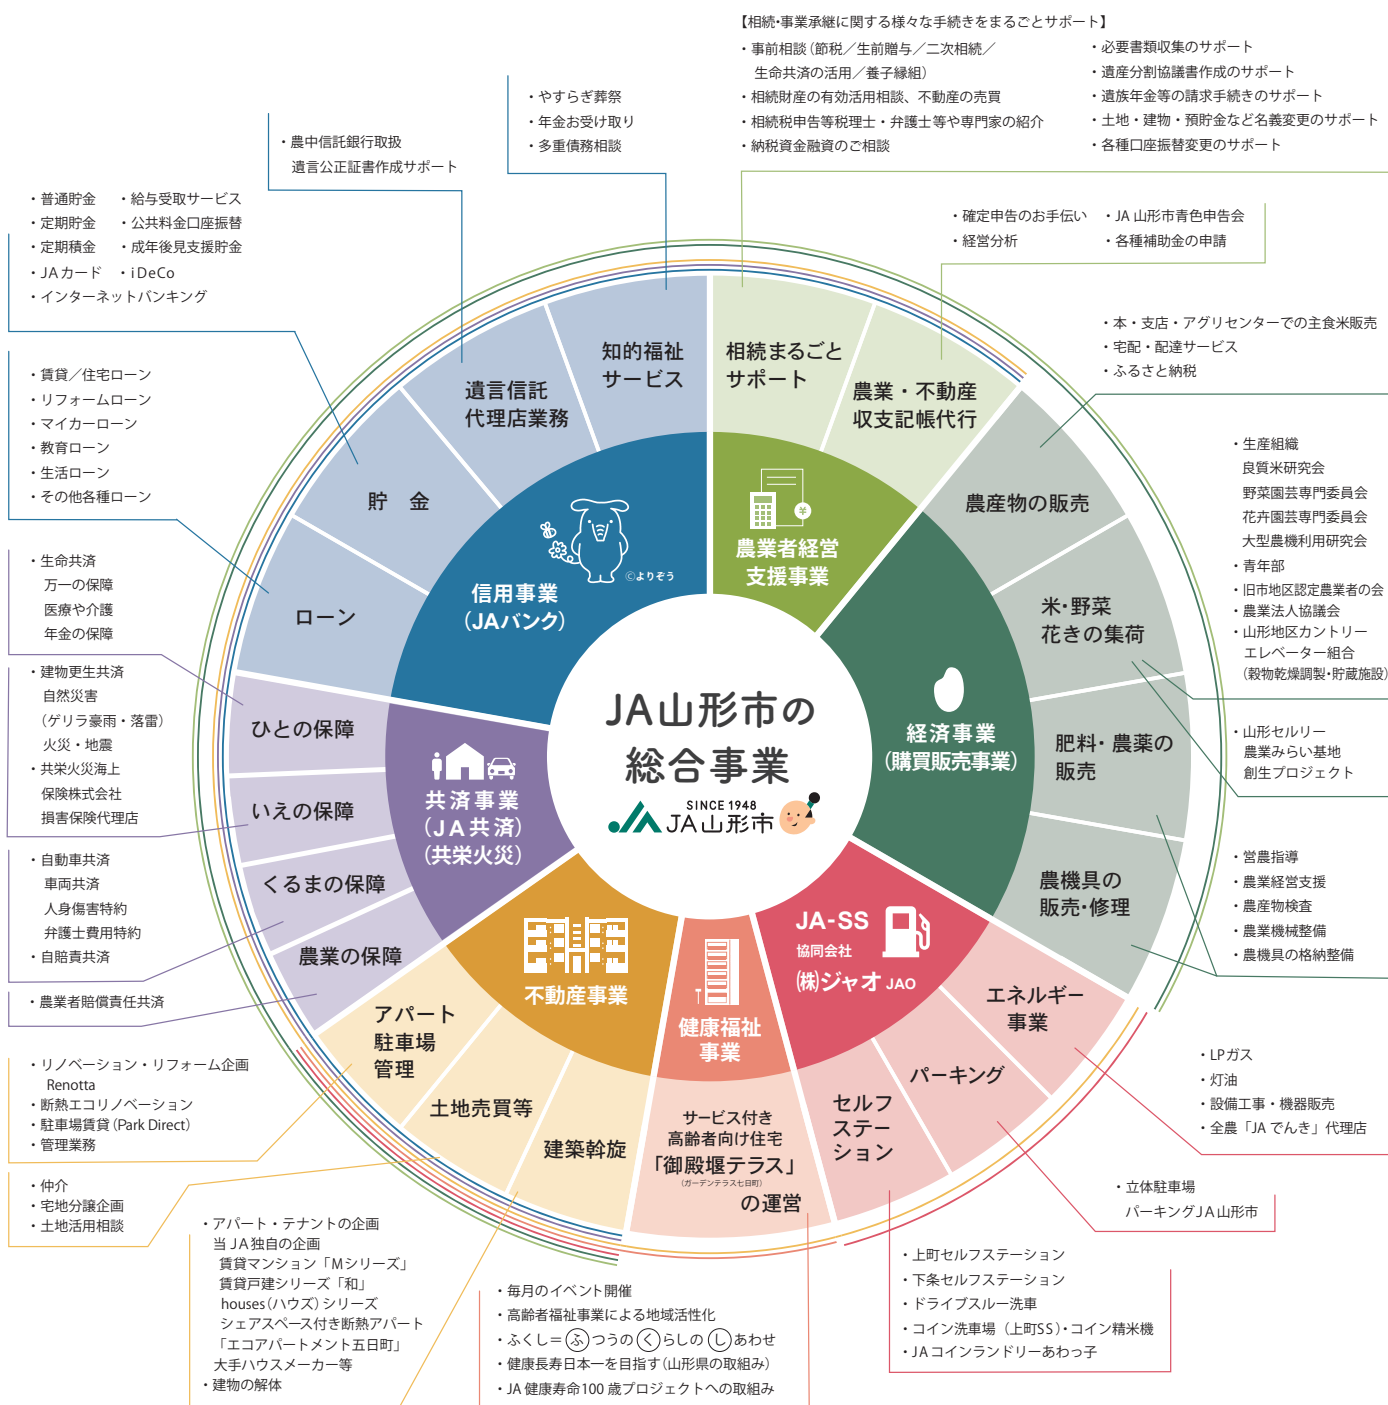 【相続・事業承継に関する様々な手続きをまるごとサポート】
・事前相談（節税／生前贈与／二次相続／
生命共済の活用／養子縁組）
・相続財産の有効活用相談、不動産の売買
・相続税申告等税理士・弁護士等や専門家の紹介
・納税資金融資のご相談
・必要書類収集のサポート
・遺産分割協議書作成のサポート
・遺族年金等の請求手続きのサポート
・土地・建物・預貯金など名義変更のサポート
・各種口座振替変更のサポート
・やすらぎ葬祭
・年金お受け取り
・多重債務相談
・農中信託銀行取扱
遺言公正証書作成サポート
・普通貯金 ・給与受取サービス
・定期貯金 ・公共料金口座振替
・定期積金 ・成年後見支援貯金
・JAカード ・iDeCo
・インターネットバンキング
・確定申告のお手伝い ・JA山形市青色申告会
・経営分析 ・各種補助金の申請
・本・支店・アグリセンターでの主食米販売
・宅配・配達サービス
・ふるさと納税
・賃貸／住宅ローン
・リフォームローン
・マイカーローン
・教育ローン
・生活ローン
・その他各種ローン
・生産組織
良質米研究会
野菜園芸専門委員会
花卉園芸専門委員会
大型農機利用研究会
・青年部
・旧市地区認定農業者の会
・農業法人協議会
・山形地区カントリー
エレベーター組合
（穀物乾燥調製・貯蔵施設）
・生命共済
万一の保障
医療や介護
年金の保障
・建物更生共済
自然災害
（ゲリラ豪雨・落雷）
火災・地震
・共栄火災海上
保険株式会社
損害保険代理店
・山形セルリー
農業みらい基地
創生プロジェクト
・自動車共済
車両共済
人身傷害特約
弁護士費用特約
・自賠責共済
・営農指導
・農業経営支援
・農産物検査
・農業機械整備
・農機具の格納整備
・農業者賠償責任共済
知的福祉
サービス
相続まるごと
サポート
遺言信託
代理店業務
農業・不動産
収支記帳代行
貯 金
農産物の販売
ローン
米・野菜
花きの集荷
ひとの保障
肥料・農薬の
販売
いえの保障
くるまの保障
農機具の
販売・修理
農業の保障
アパート
駐車場
管理
エネルギー
事業
土地売買等
パーキング
建築斡旋
セルフ
ステー
ション
サービス付き
高齢者向け住宅
「御殿堰テラス」
（ガーデンテラス七日町）
の運営
©よりぞう
信用事業
（JAバンク）
¥
農業者経営
支援事業
経済事業
（購買販売事業）
共済事業
（JA共済）
（共栄火災）
不動産事業
健康福祉
事業
JA-SS
協同会社
㈱ジャオ JAO
JA山形市の
総合事業
SINCE 1948
JA山形市
・リノベーション・リフォーム企画
Renotta
・断熱エコリノベーション
・駐車場賃貸（Park Direct）
・管理業務
・仲介
・宅地分譲企画
・土地活用相談
・アパート・テナントの企画
当JA独自の企画
賃貸マンション「Mシリーズ」
賃貸戸建シリーズ「和」
houses（ハウズ）シリーズ
シェアスペース付き断熱アパート
「エコアパートメント五日町」
大手ハウスメーカー等
・建物の解体
・毎月のイベント開催
・高齢者福祉事業による地域活性化
・ふくし＝ふつうのくらしのしあわせ
・健康長寿日本一を目指す（山形県の取組み）
・JA健康寿命100歳プロジェクトへの取組み
・LPガス
・灯油
・設備工事・機器販売
・全農「JAでんき」代理店
・立体駐車場
パーキングJA山形市
・上町セルフステーション
・下条セルフステーション
・ドライブスルー洗車
・コイン洗車場（上町SS）・コイン精米機
・JAコインランドリーあわっ子